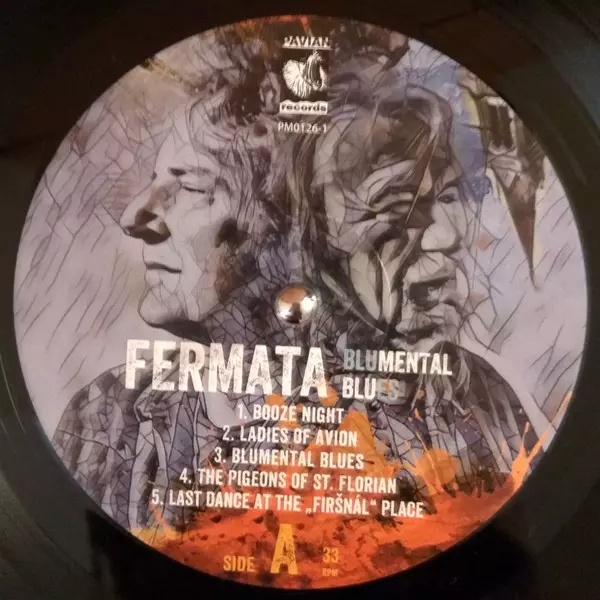 PAVIAN
records
PM0126-1
FERMATA BLUMENTAL
BLUES
1. BOOZE NIGHT
2. LADIES OF AVION
3. BLUMENTAL BLUES
4. THE PIGEONS OF ST. FLORIAN
5. LAST DANCE AT THE „FIRŠNÁL“ PLACE
SIDE A 33
RPM